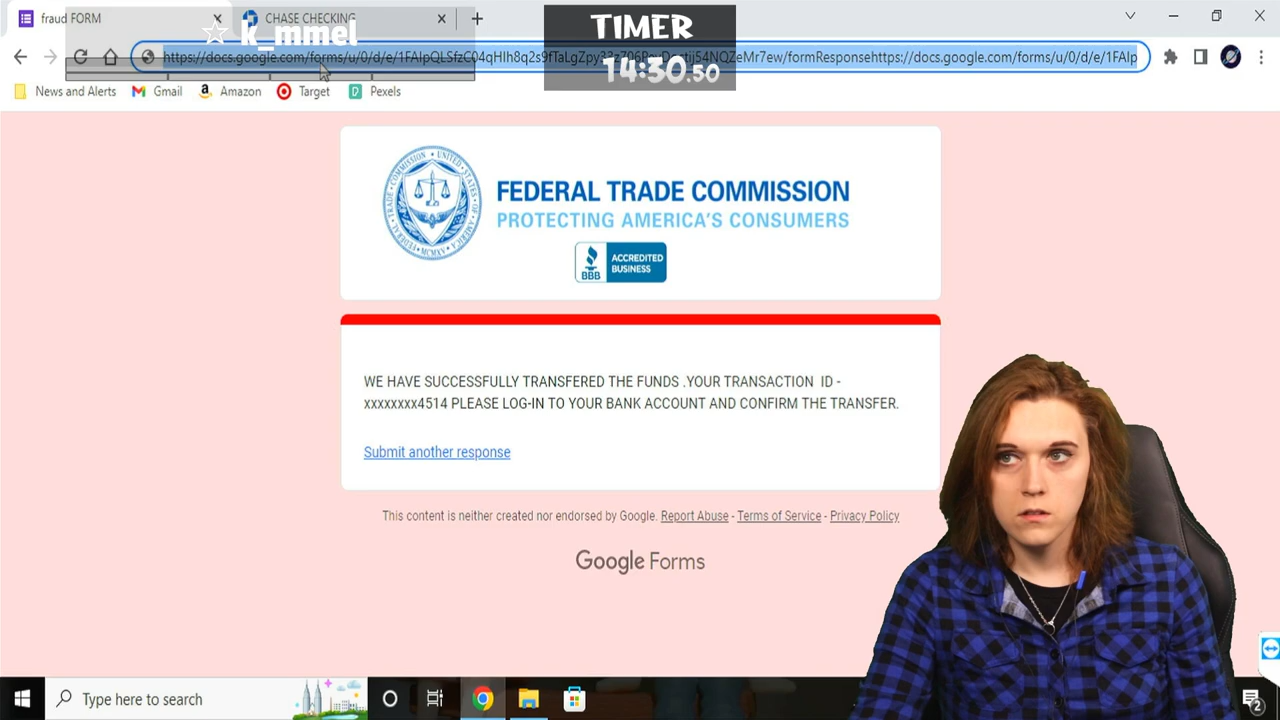 fraud FORM
CHASE CHECKING
k_mmel
TIMER
14:30.50
News and Alerts
Gmail
Amazon
Target
Pexels
FEDERAL TRADE COMMISSION
PROTECTING AMERICA'S CONSUMERS
BBB
ACCREDITED
BUSINESS
WE HAVE SUCCESSFULLY TRANSFERED THE FUNDS .YOUR TRANSACTION ID -
xxxxxxxx4514 PLEASE LOG-IN TO YOUR BANK ACCOUNT AND CONFIRM THE TRANSFER.
Submit another response
This content is neither created nor endorsed by Google. Report Abuse - Terms of Service - Privacy Policy
Google Forms
Type here to search
2